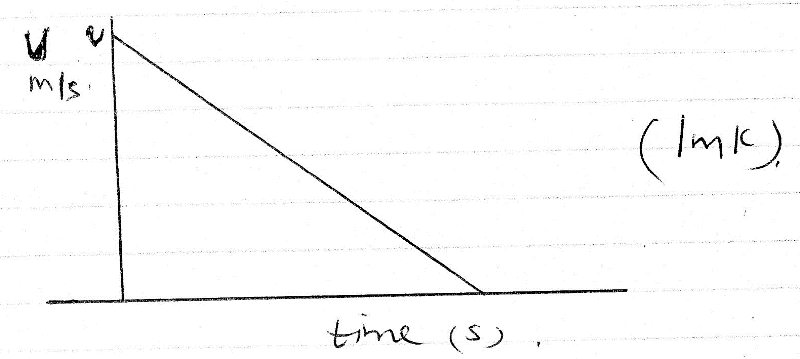 V v
m/s.
(1mk).
time (s).